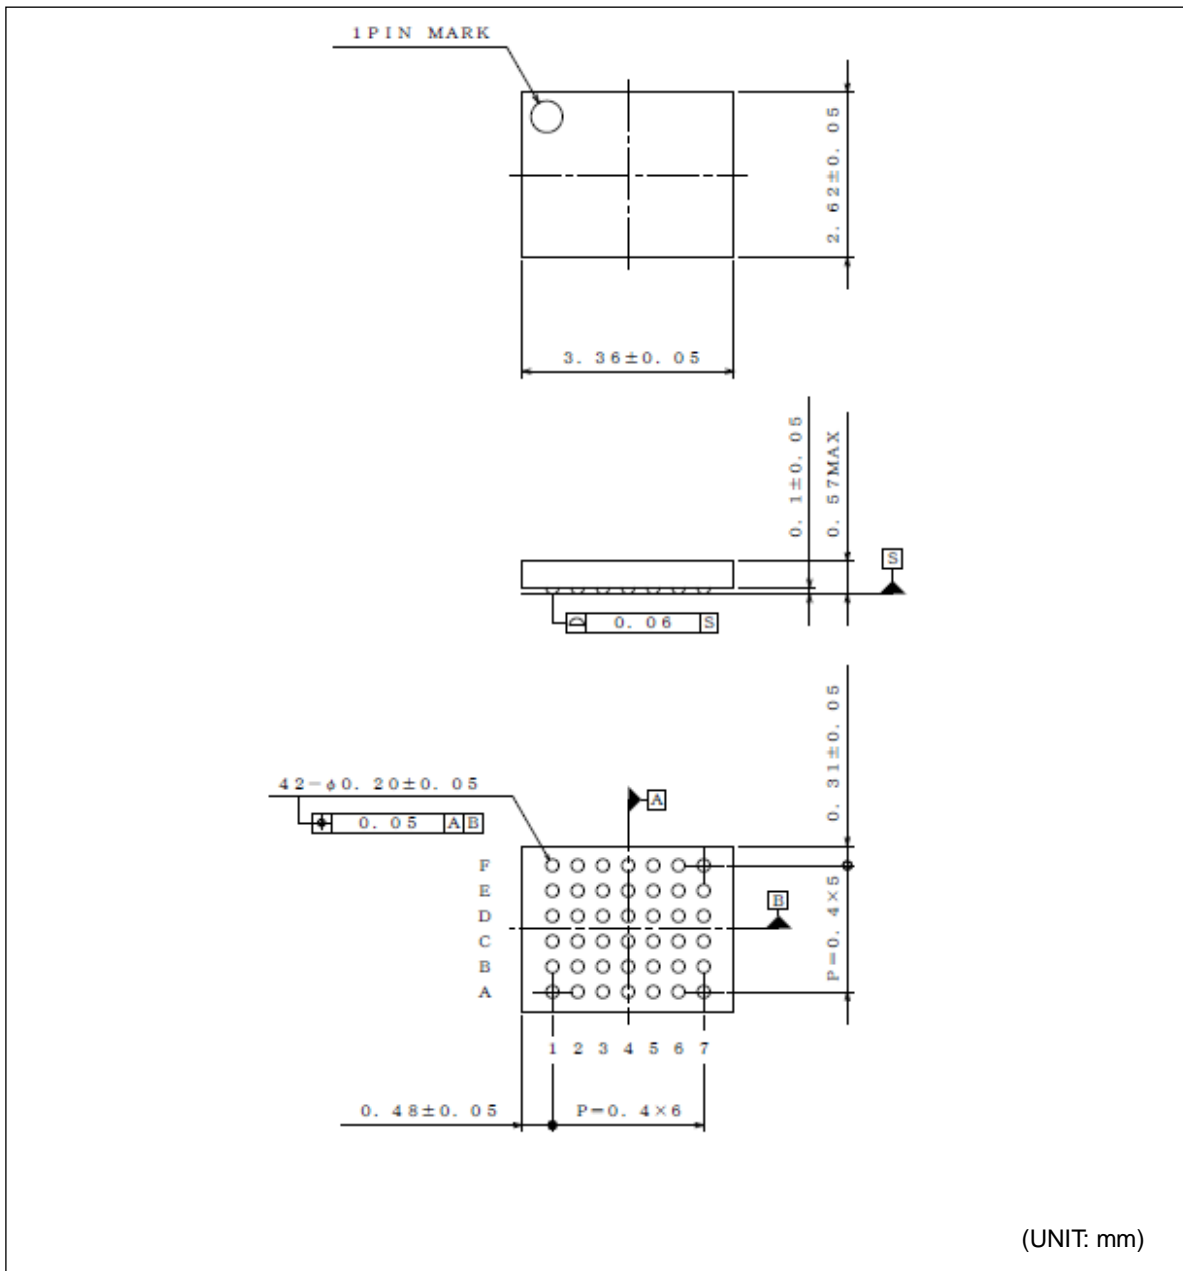 1PIN MARK
2. 62±0. 05
3. 36±0. 05
0. 1±0. 05
0. 57MAX
S
0. 06 S
0. 31±0. 05
42-φ0. 20±0. 05
0. 05 A B
A
B
P=0. 4×5
F
E
D
C
B
A
1 2 3 4 5 6 7
0. 48±0. 05
P=0. 4×6
(UNIT: mm)